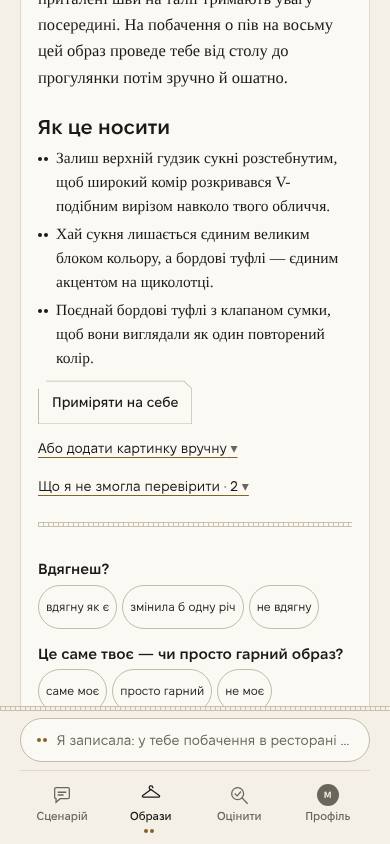 приталені шви на талії тримають увагу
посередині. На побачення о пів на восьму
цей образ проведе тебе від столу до
прогулянки потім зручно й ошатно.
Як це носити
•• Залиш верхній гудзик сукні розстебнутим,
щоб широкий комір розкривався V-
подібним вирізом навколо твого обличчя.
•• Хай сукня лишається єдиним великим
блоком кольору, а бордові туфлі — єдиним
акцентом на щиколотці.
•• Поєднай бордові туфлі з клапаном сумки,
щоб вони виглядали як один повторений
колір.
Приміряти на себе
Або додати картинку вручну ▾
Що я не змогла перевірити · 2 ▾
Вдягнеш?
вдягну як є змінила б одну річ не вдягну
Це саме твоє — чи просто гарний образ?
саме моє просто гарний не моє
•• Я записала: у тебе побачення в ресторані ...
Сценарій Образи Оцінити М Профіль